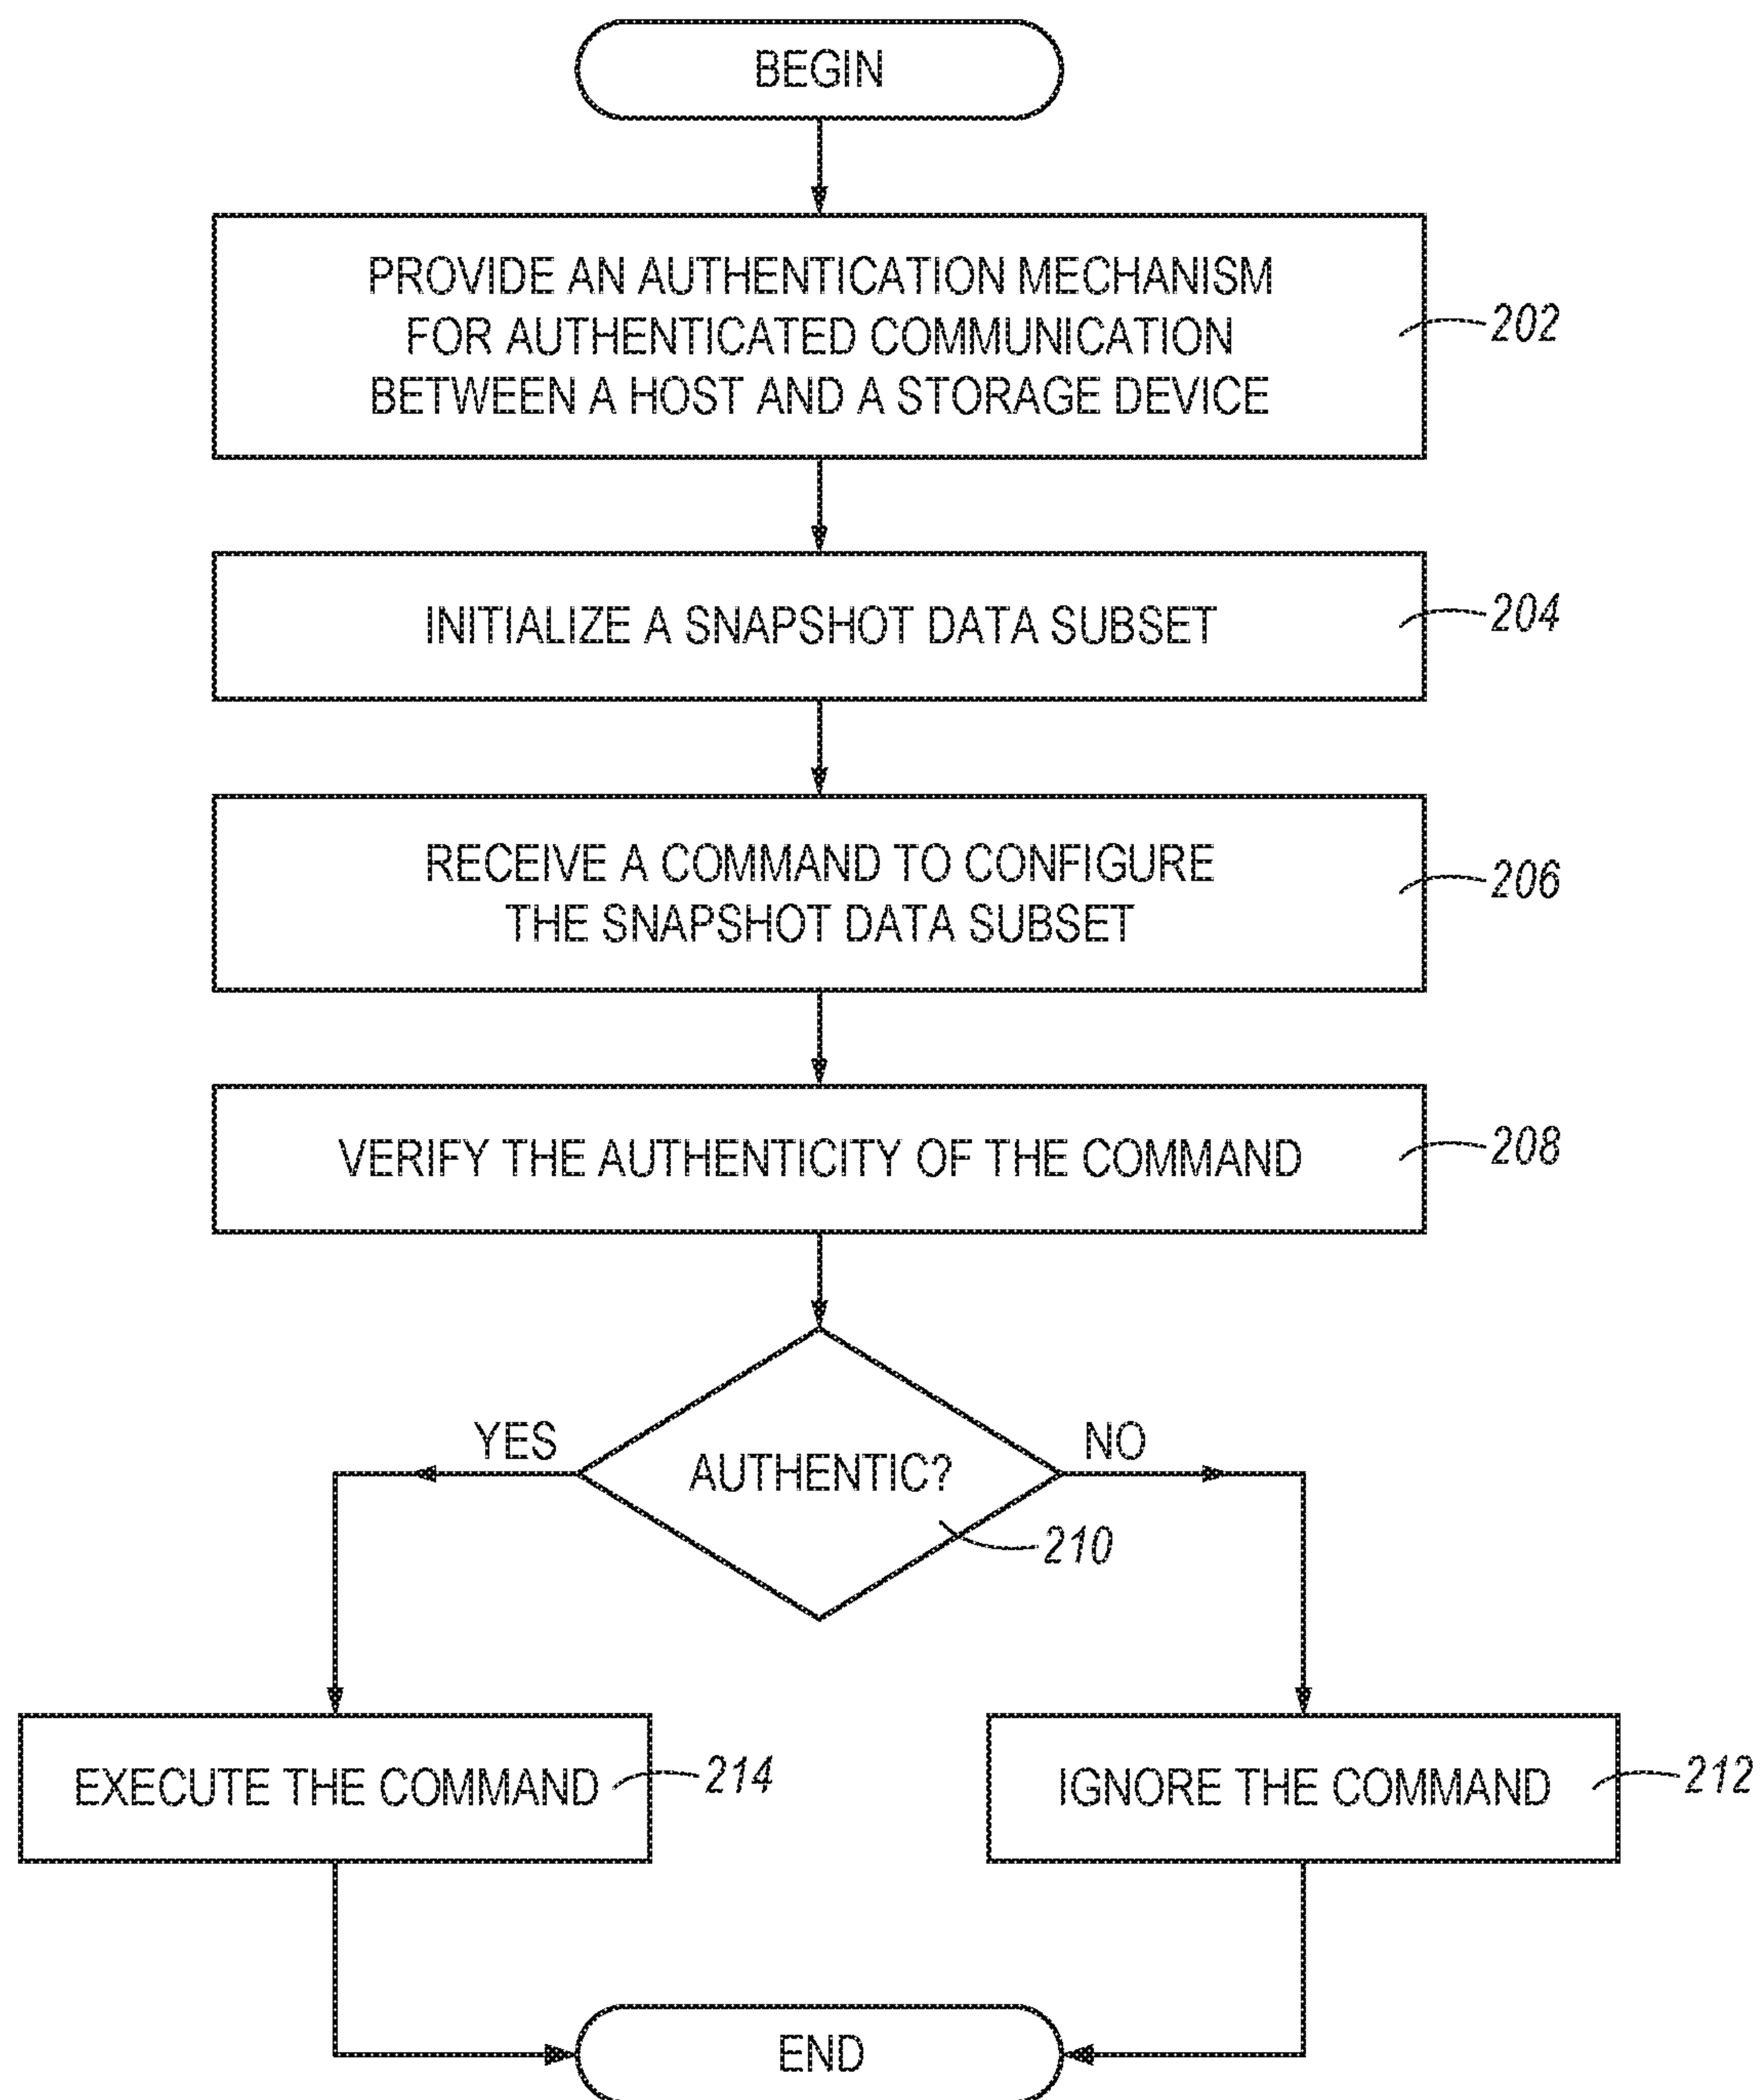 BEGIN
PROVIDE AN AUTHENTICATION MECHANISM
FOR AUTHENTICATED COMMUNICATION
BETWEEN A HOST AND A STORAGE DEVICE
202
INITIALIZE A SNAPSHOT DATA SUBSET
204
RECEIVE A COMMAND TO CONFIGURE
THE SNAPSHOT DATA SUBSET
206
VERIFY THE AUTHENTICITY OF THE COMMAND
208
YES
NO
AUTHENTIC?
210
EXECUTE THE COMMAND
214
IGNORE THE COMMAND
212
END